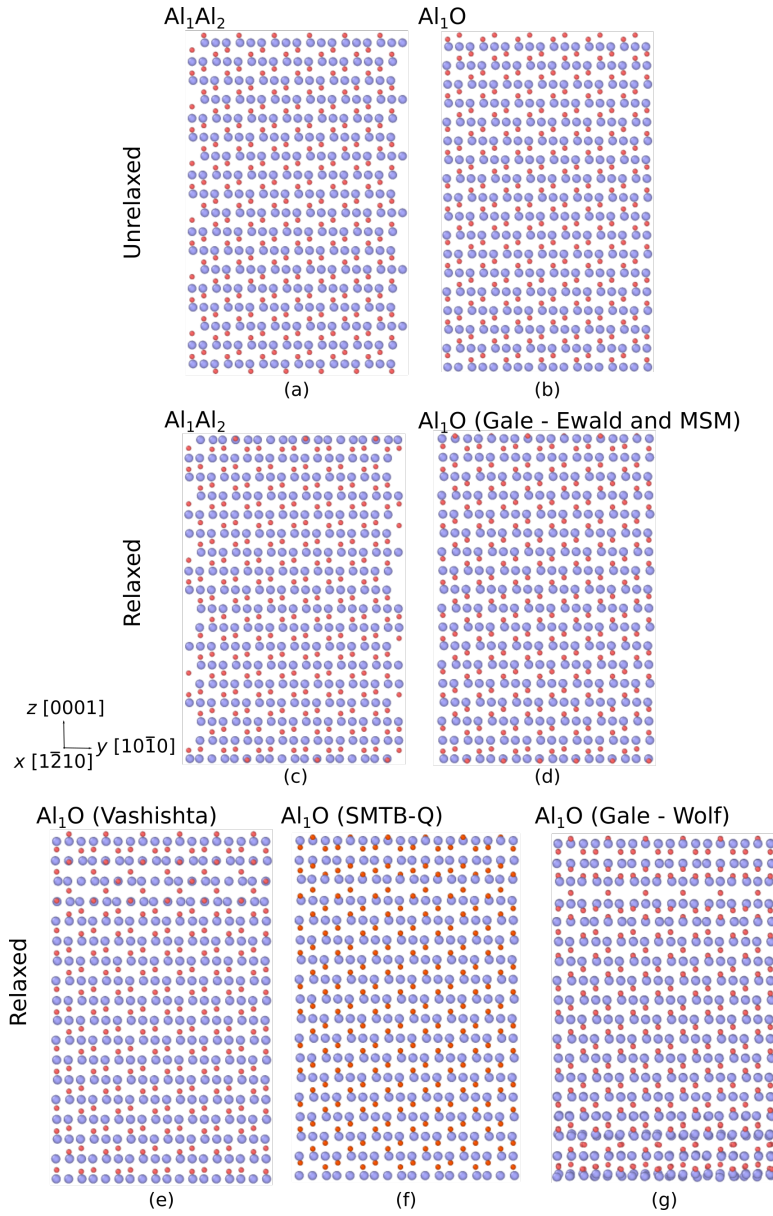 Al₁Al₂
Al₁O
Unrelaxed
(a)
(b)
Al₁Al₂
Al₁O (Gale - Ewald and MSM)
Relaxed
z [0001]
y [101̅0]
x [12̅10]
(c)
(d)
Al₁O (Vashishta)
Al₁O (SMTB-Q)
Al₁O (Gale - Wolf)
Relaxed
(e)
(f)
(g)